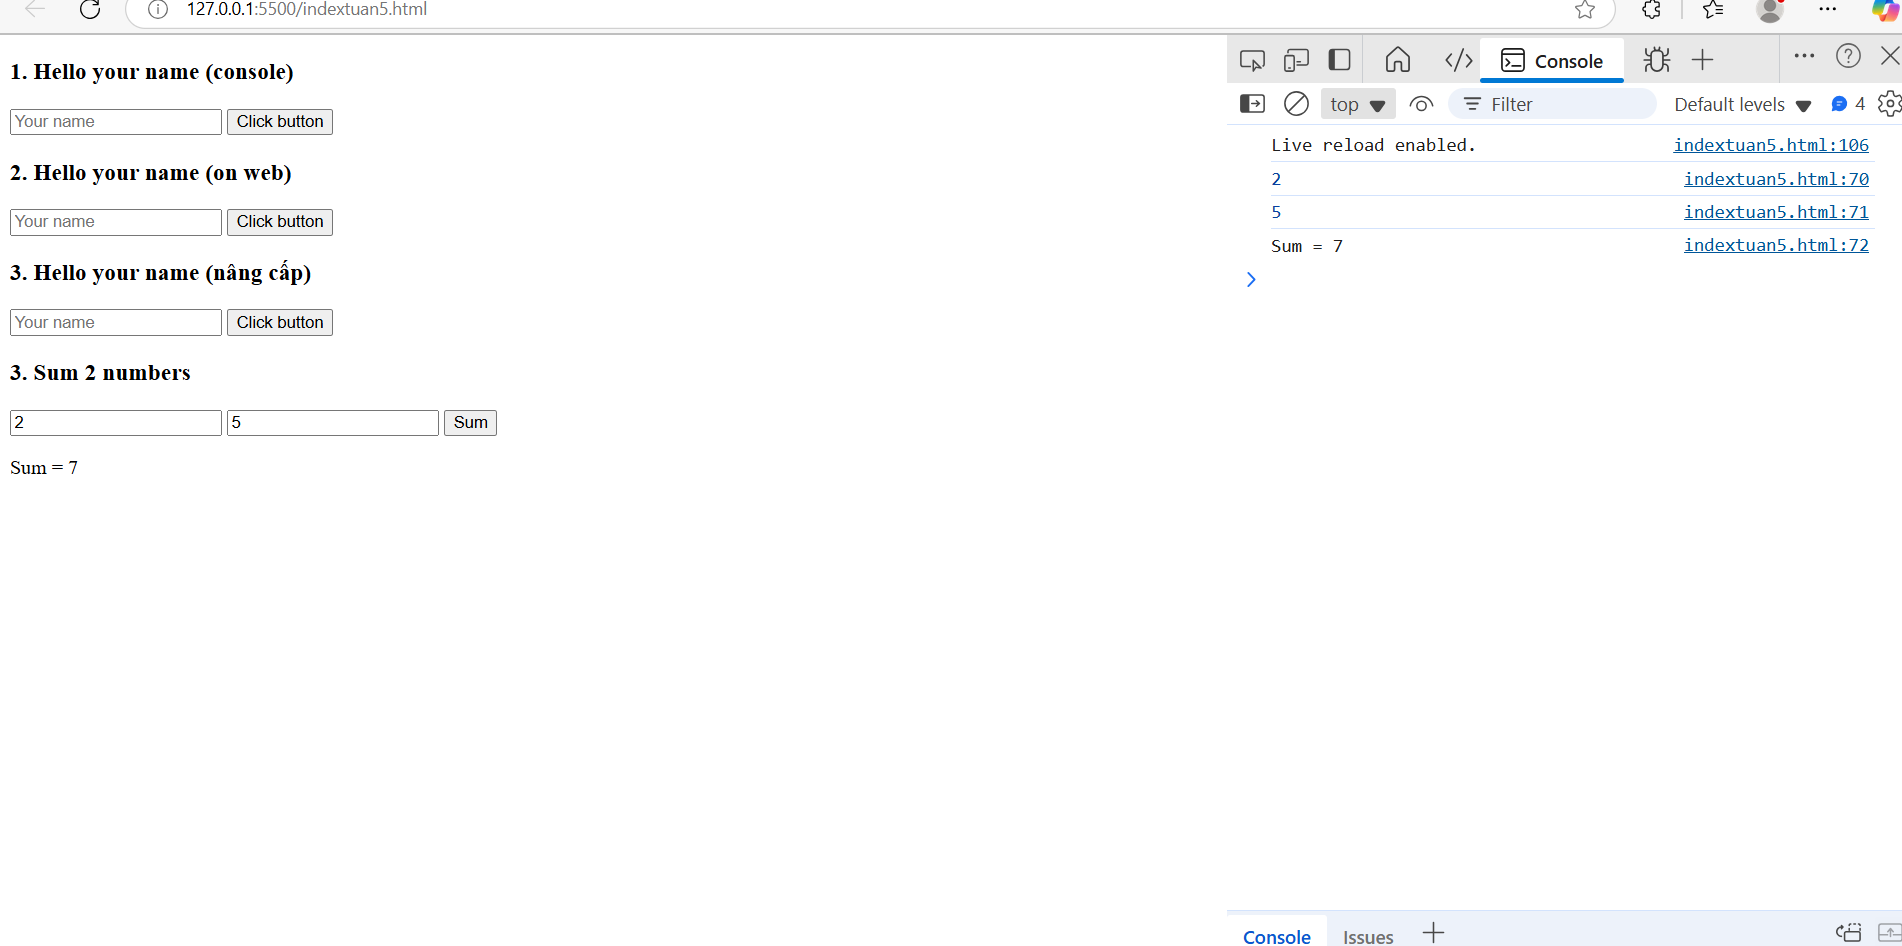 127.0.0.1:5500/indextuan5.html
1. Hello your name (console)
Your name Click button
2. Hello your name (on web)
Your name Click button
3. Hello your name (nâng cấp)
Your name Click button
3. Sum 2 numbers
2 5 Sum
Sum = 7
Console
top Filter Default levels 4
Live reload enabled. indextuan5.html:106
2 indextuan5.html:70
5 indextuan5.html:71
Sum = 7 indextuan5.html:72
Console Issues